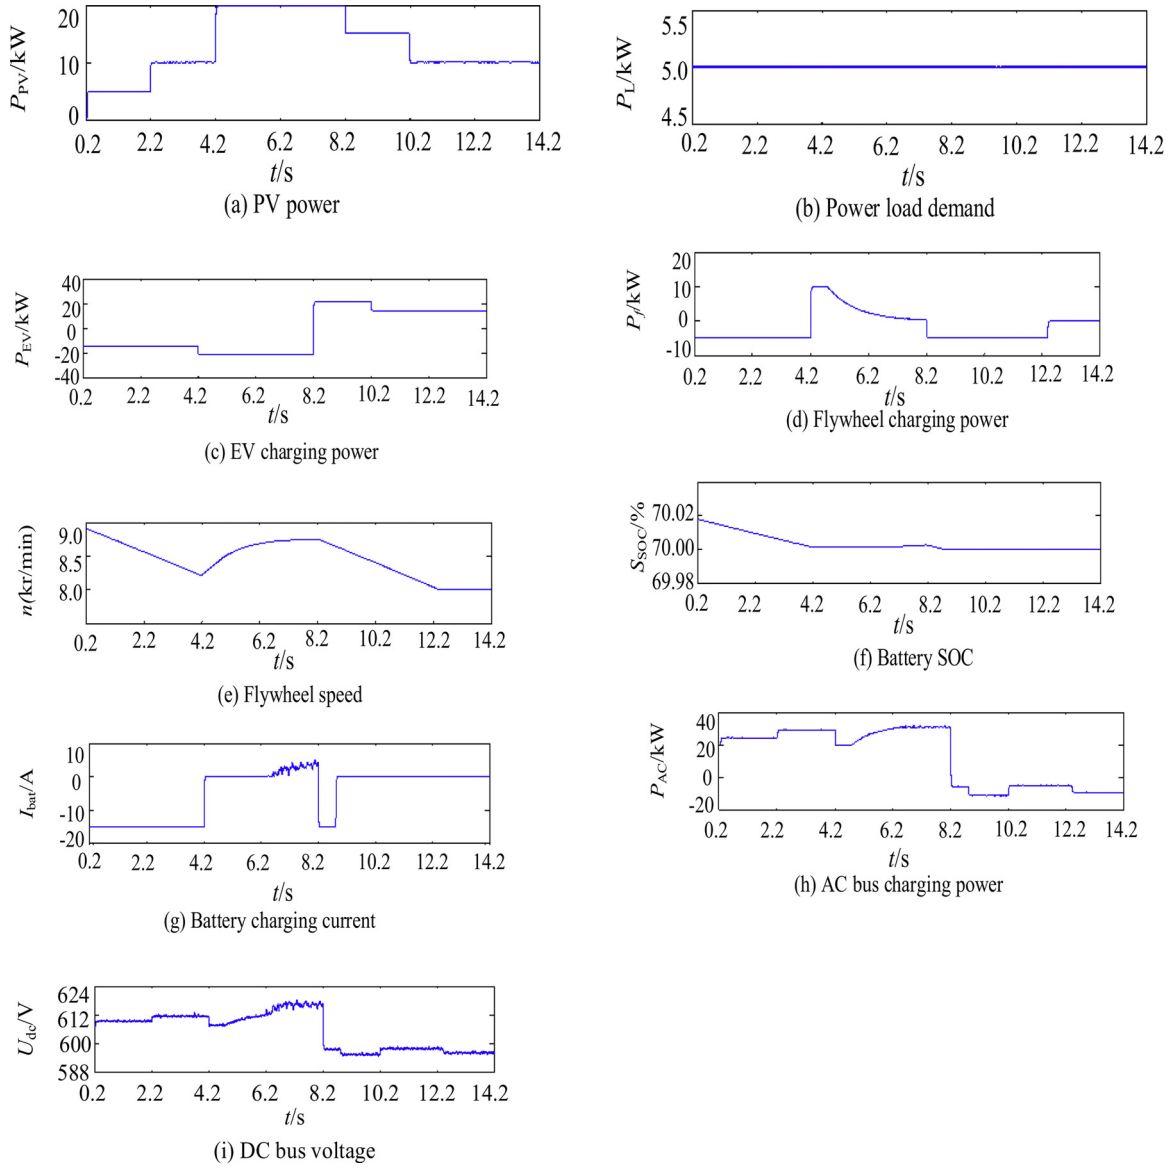 P_PV/kW
20
10
0
0.2 2.2 4.2 6.2 8.2 10.2 12.2 14.2
t/s
(a) PV power
P_L/kW
5.5
5.0
4.5
0.2 2.2 4.2 6.2 8.2 10.2 12.2 14.2
t/s
(b) Power load demand
P_EV/kW
40
20
0
-20
-40
0.2 2.2 4.2 6.2 8.2 10.2 12.2 14.2
t/s
(c) EV charging power
P_f/kW
20
10
0
-10
0.2 2.2 4.2 6.2 8.2 10.2 12.2 14.2
t/s
(d) Flywheel charging power
n(kr/min)
9.0
8.5
8.0
0.2 2.2 4.2 6.2 8.2 10.2 12.2 14.2
t/s
(e) Flywheel speed
S_SOC/%
70.02
70.00
69.98
0.2 2.2 4.2 6.2 8.2 10.2 12.2 14.2
t/s
(f) Battery SOC
I_bat/A
10
0
-10
-20
0.2 2.2 4.2 6.2 8.2 10.2 12.2 14.2
t/s
(g) Battery charging current
P_AC/kW
40
20
0
-20
0.2 2.2 4.2 6.2 8.2 10.2 12.2 14.2
t/s
(h) AC bus charging power
U_dc/V
624
612
600
588
0.2 2.2 4.2 6.2 8.2 10.2 12.2 14.2
t/s
(i) DC bus voltage